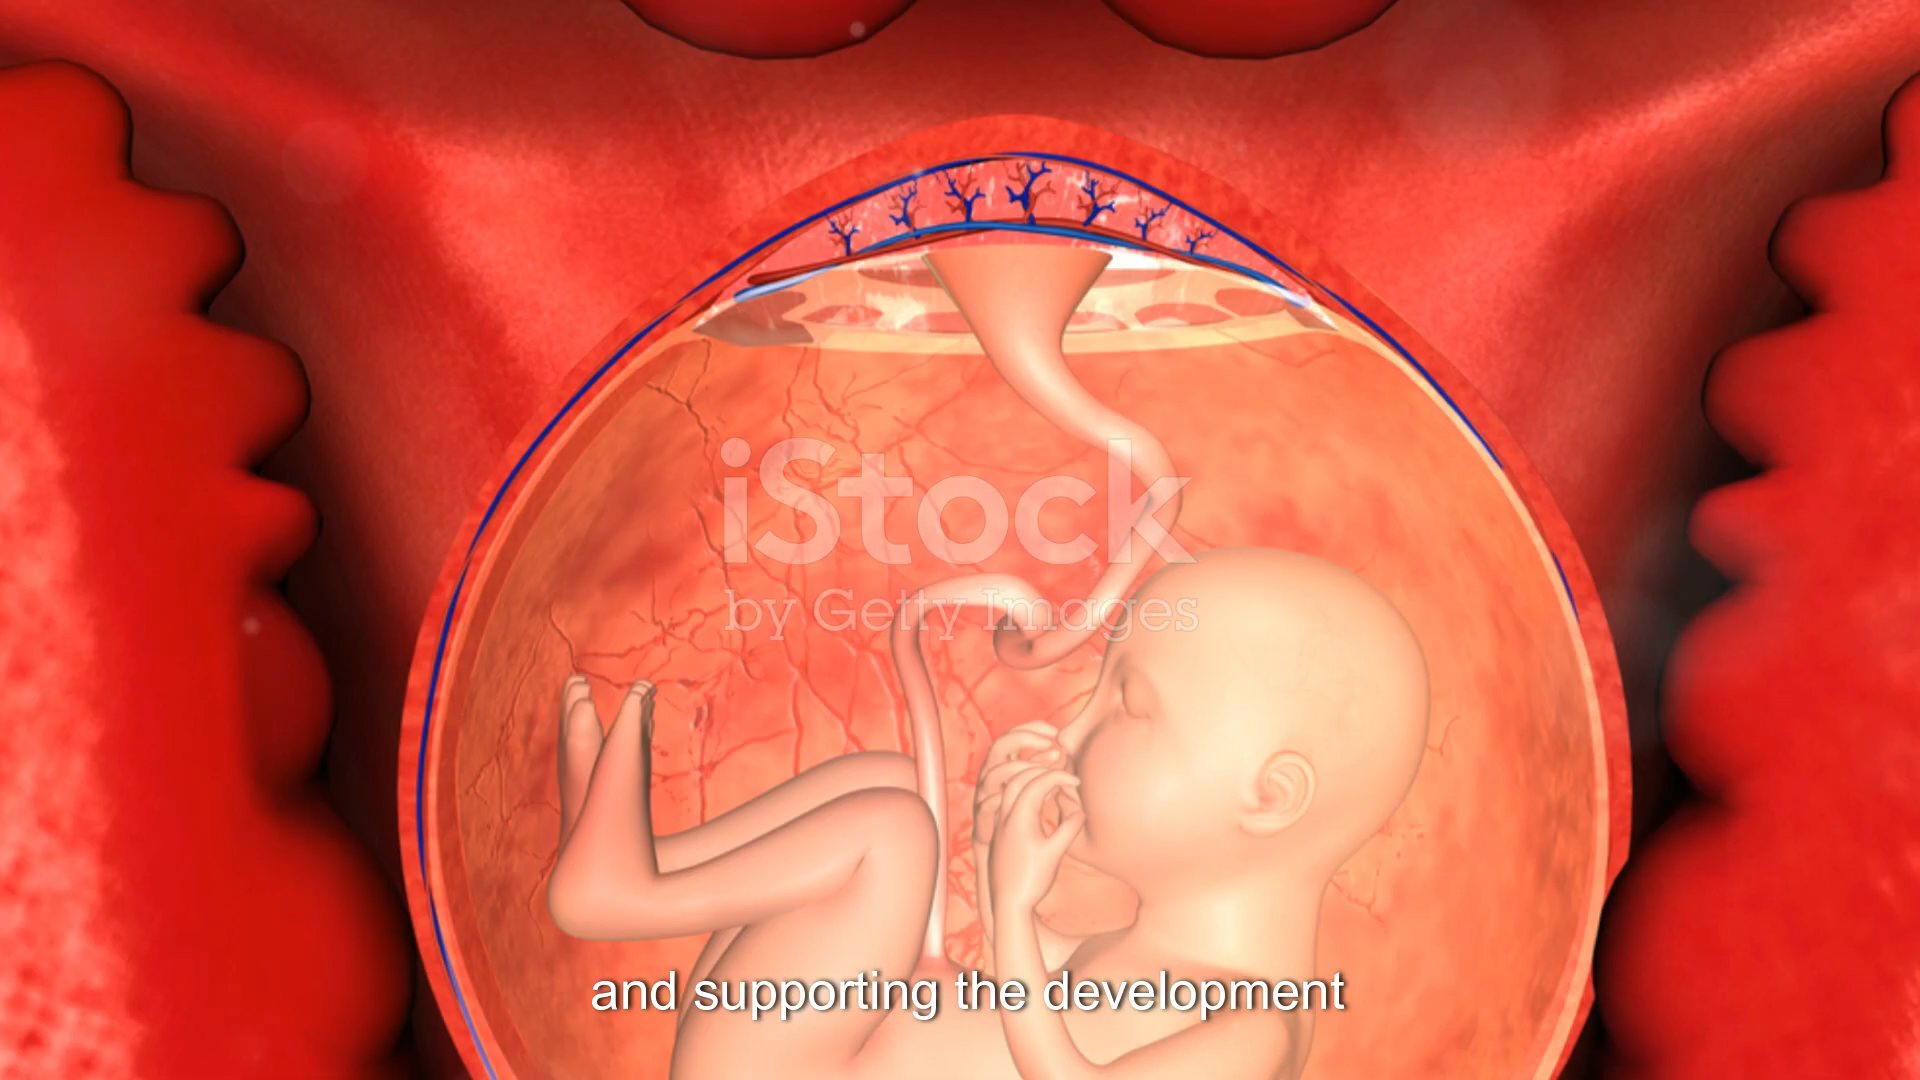 iStock
by Getty Images
and supporting the development